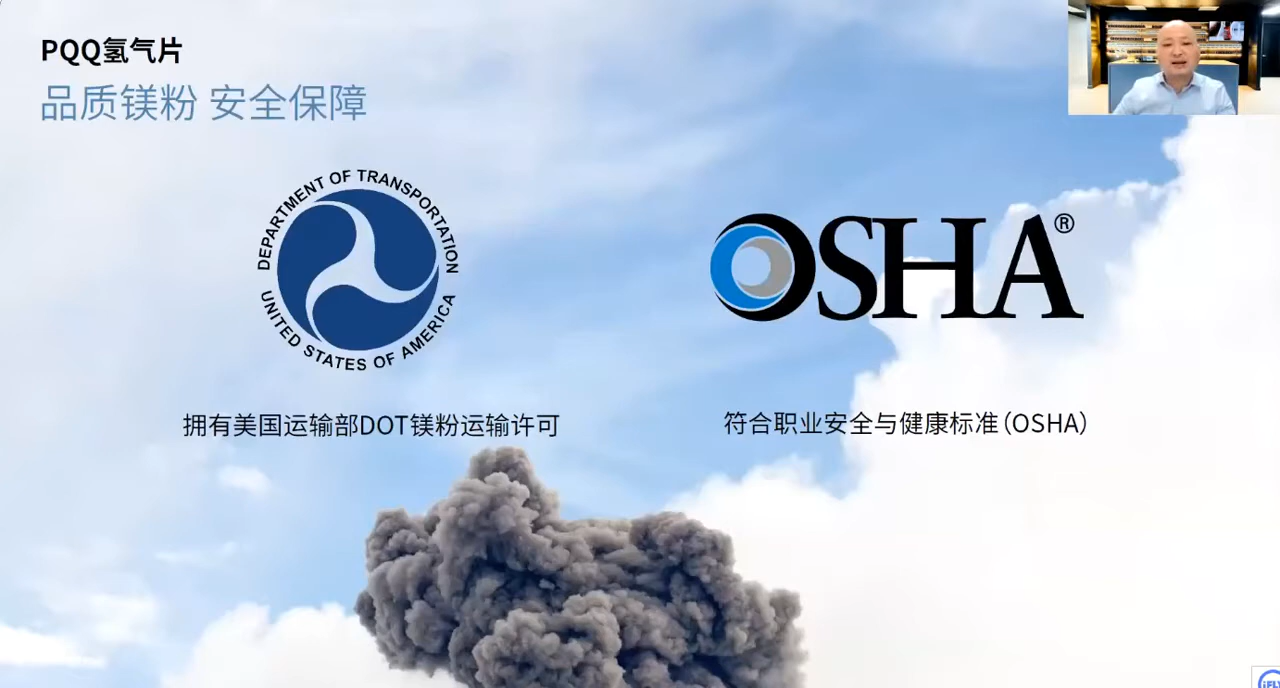 PQQ氢气片
品质镁粉 安全保障
DEPARTMENT OF TRANSPORTATION
UNITED STATES OF AMERICA
OSHA®
拥有美国运输部DOT镁粉运输许可
符合职业安全与健康标准(OSHA)